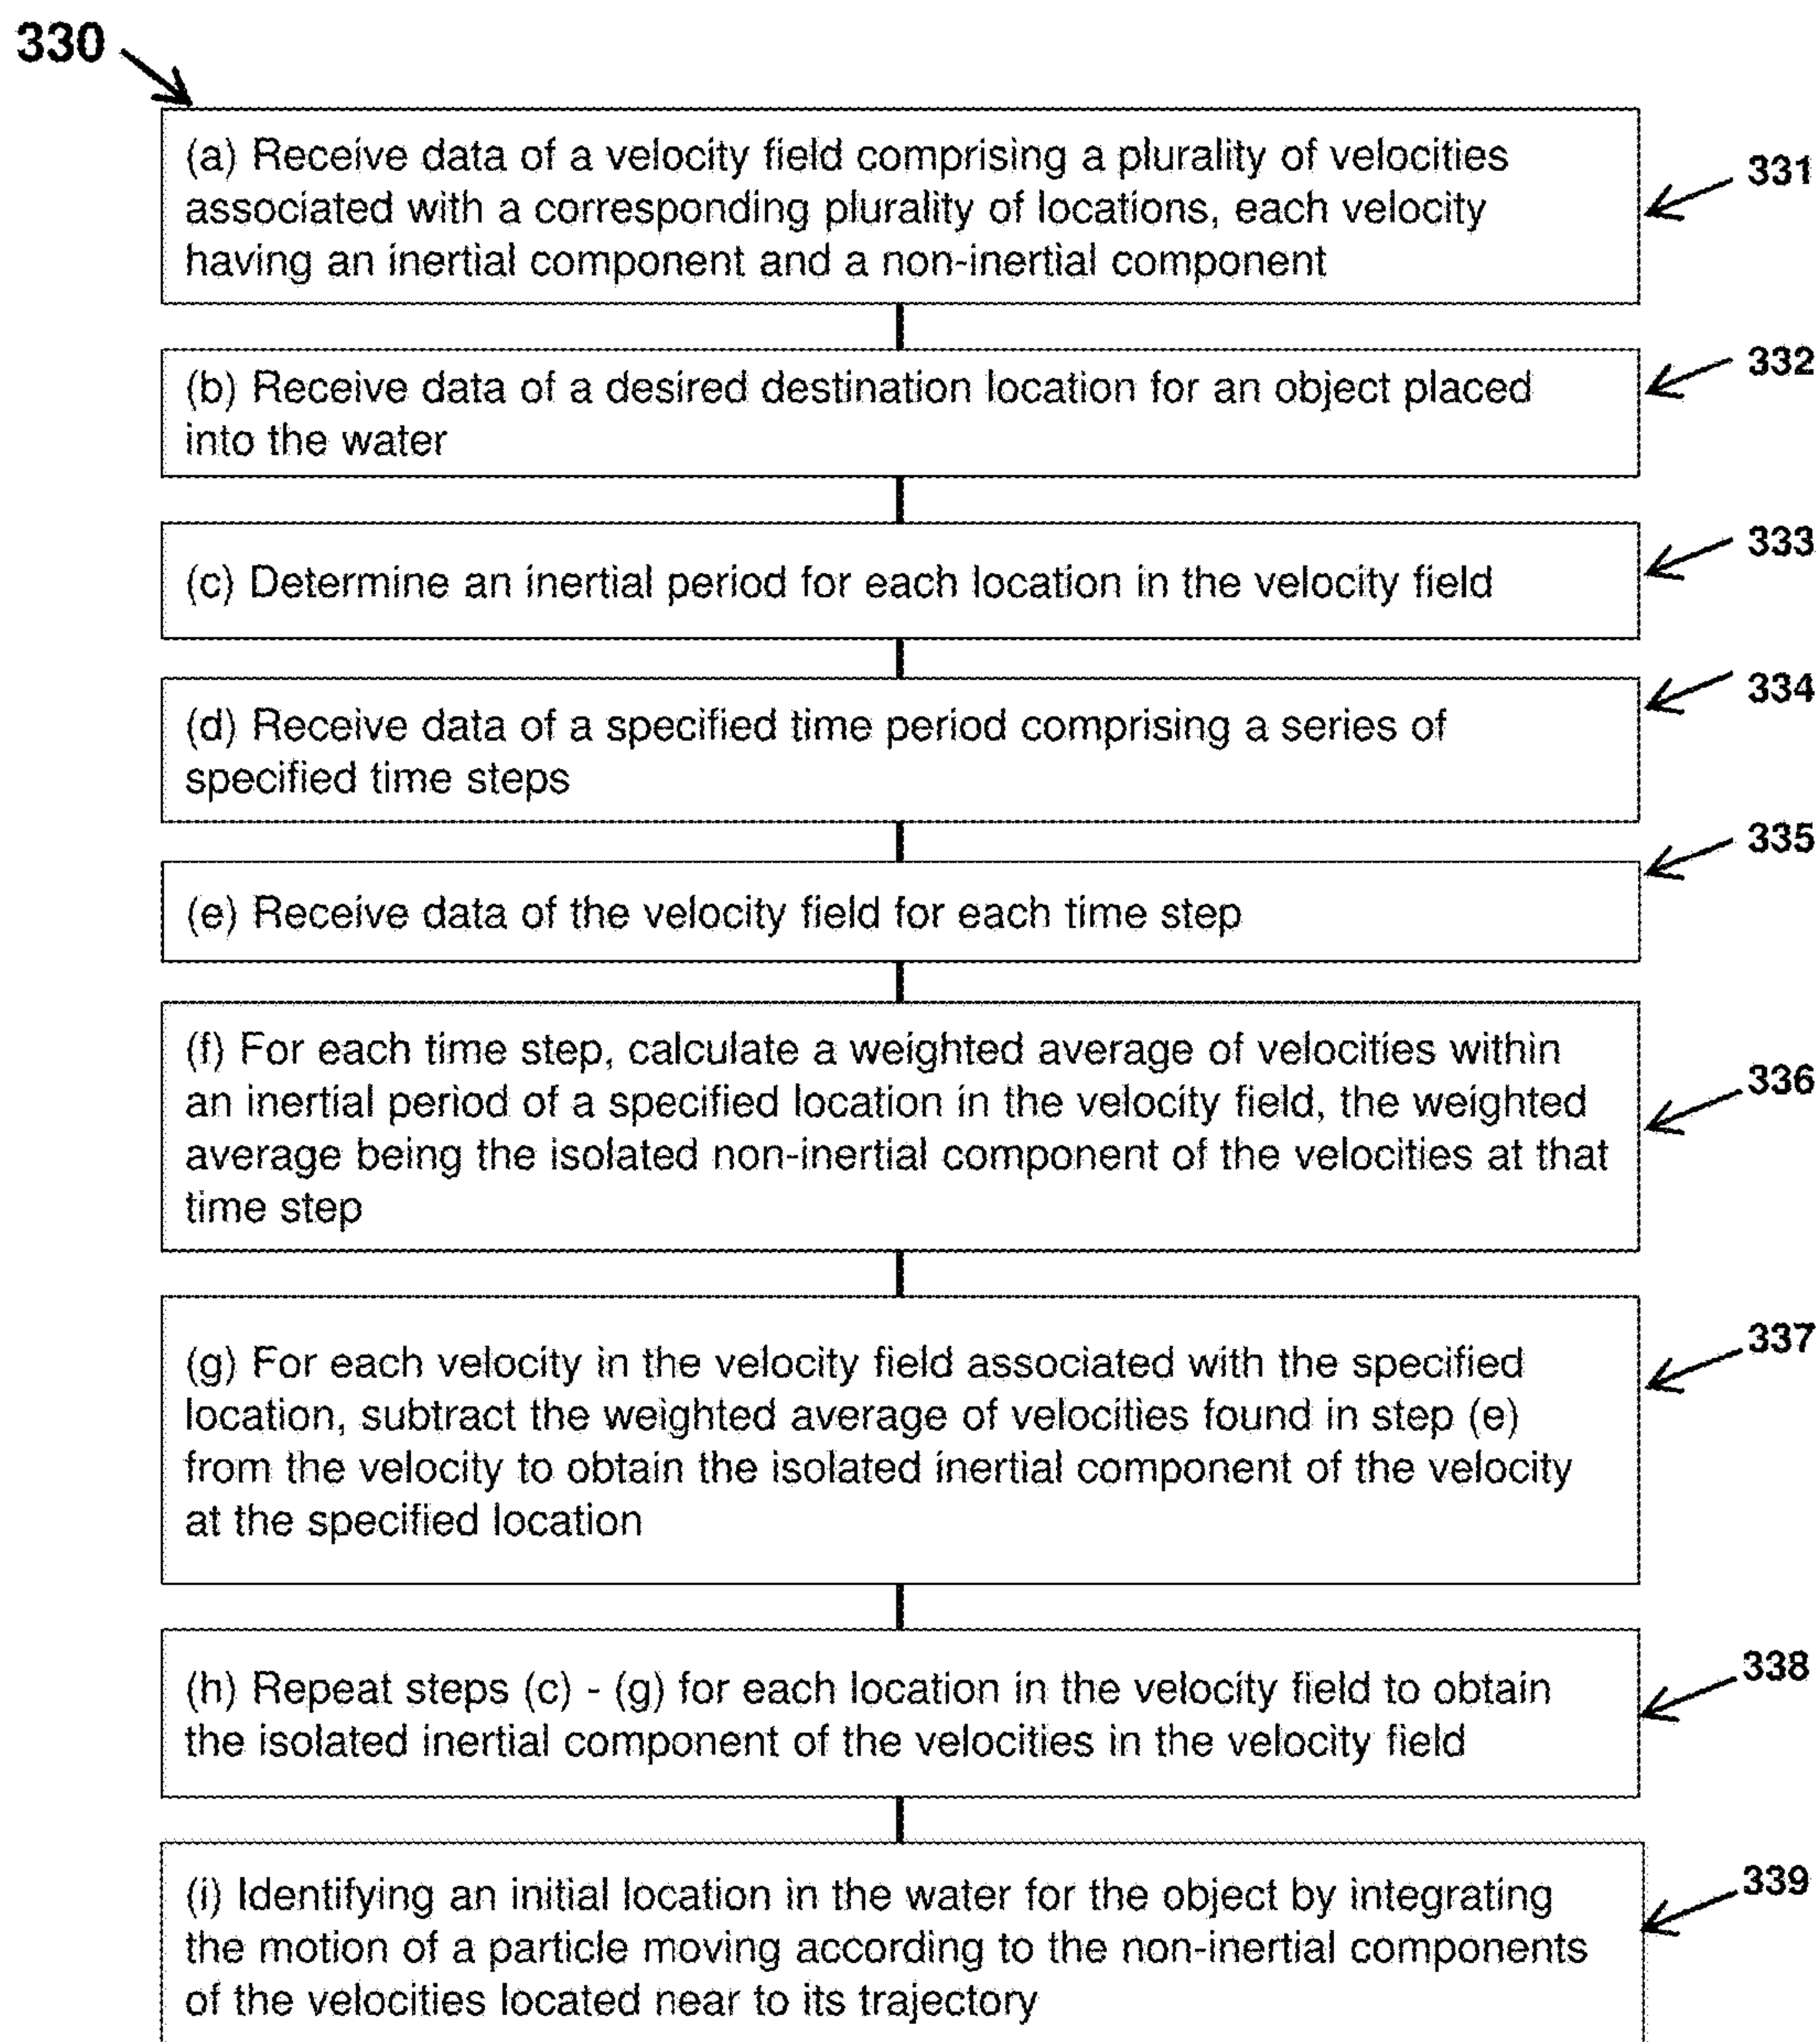 330
(a) Receive data of a velocity field comprising a plurality of velocities
associated with a corresponding plurality of locations, each velocity
having an inertial component and a non-inertial component
331
(b) Receive data of a desired destination location for an object placed
into the water
332
(c) Determine an inertial period for each location in the velocity field
333
(d) Receive data of a specified time period comprising a series of
specified time steps
334
(e) Receive data of the velocity field for each time step
335
(f) For each time step, calculate a weighted average of velocities within
an inertial period of a specified location in the velocity field, the weighted
average being the isolated non-inertial component of the velocities at that
time step
336
(g) For each velocity in the velocity field associated with the specified
location, subtract the weighted average of velocities found in step (e)
from the velocity to obtain the isolated inertial component of the velocity
at the specified location
337
(h) Repeat steps (c) - (g) for each location in the velocity field to obtain
the isolated inertial component of the velocities in the velocity field
338
(i) Identifying an initial location in the water for the object by integrating
the motion of a particle moving according to the non-inertial components
of the velocities located near to its trajectory
339